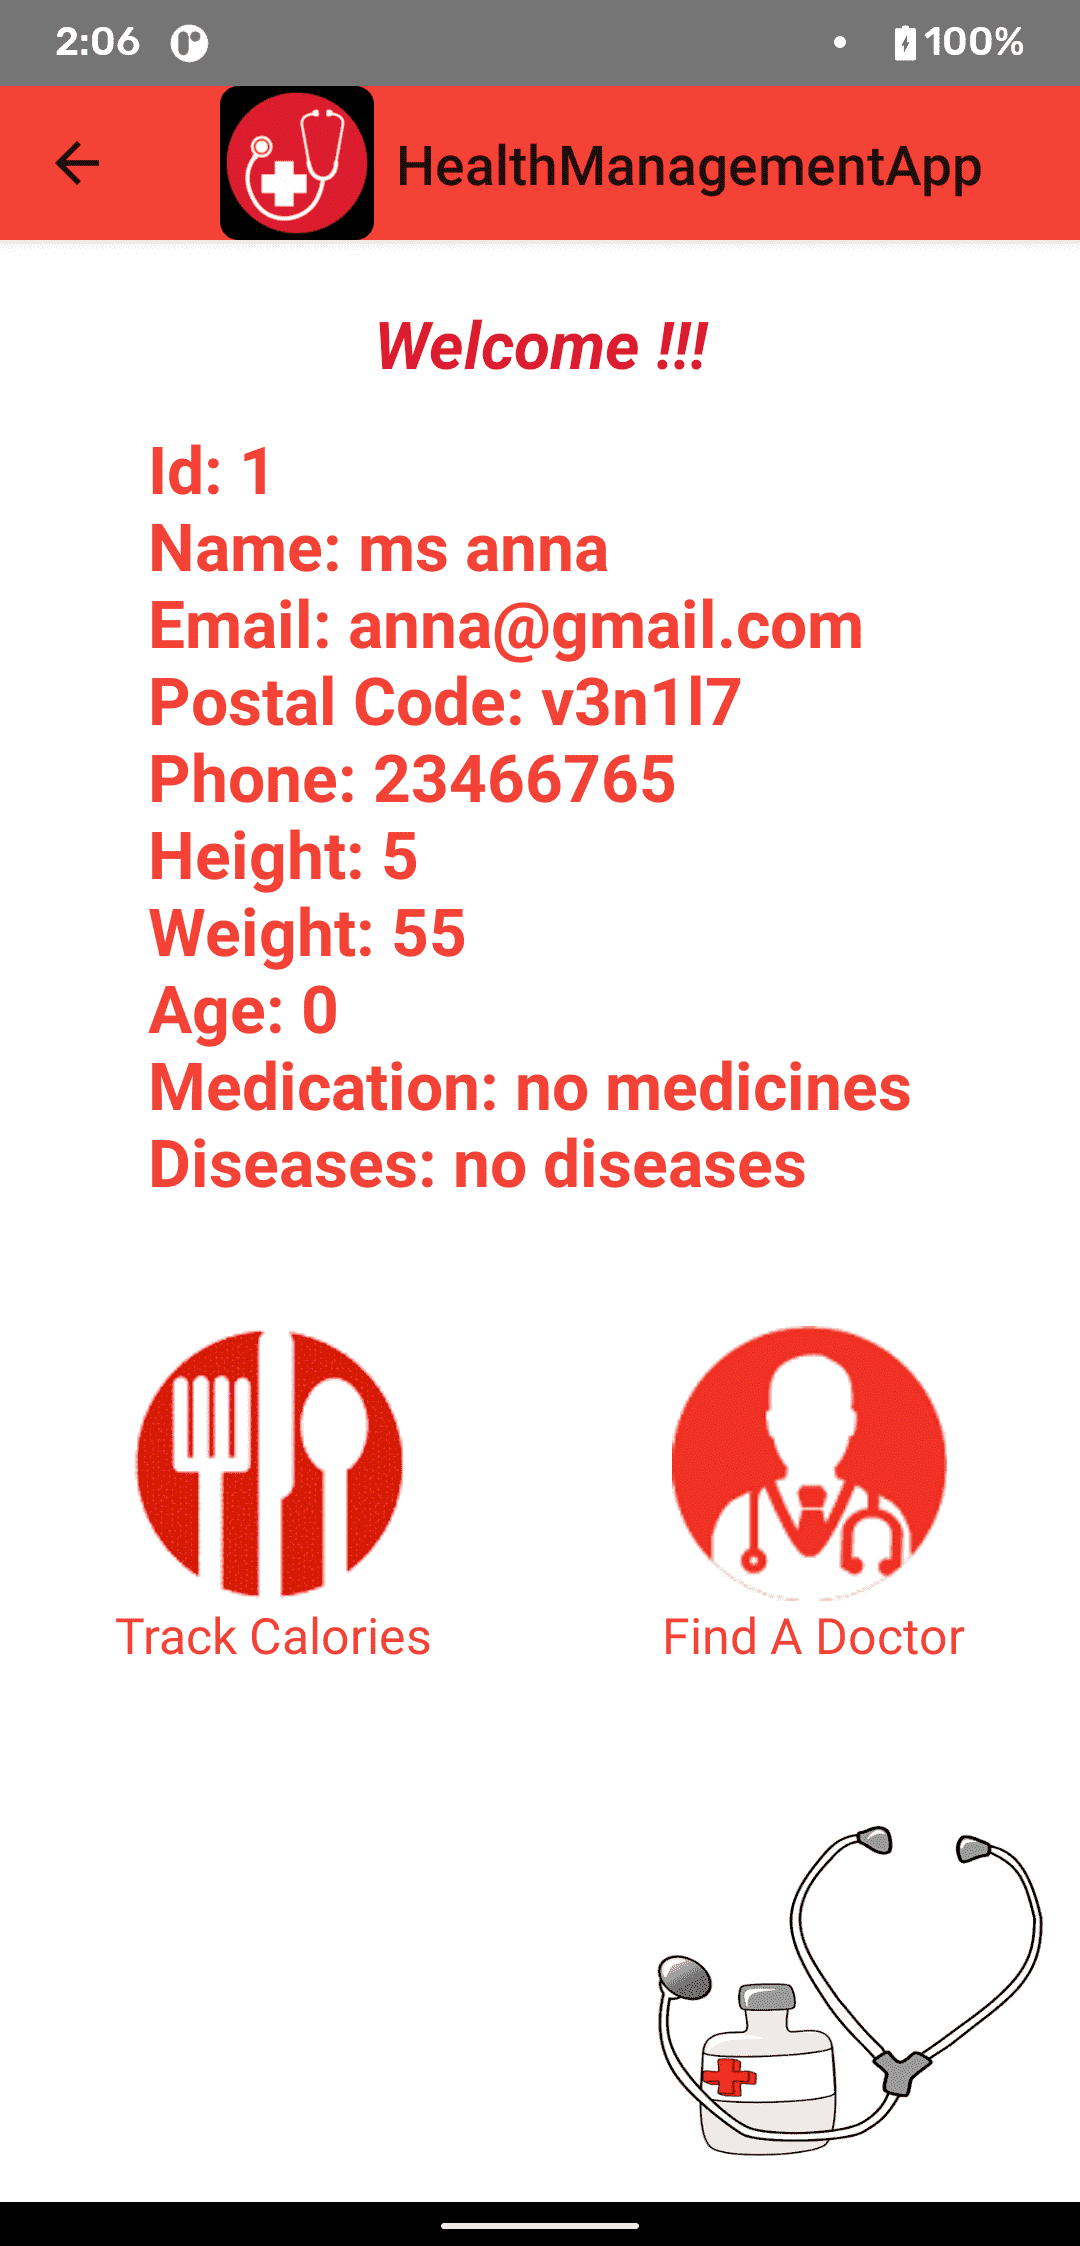 2:06 100%
HealthManagementApp
Welcome !!!
Id: 1
Name: ms anna
Email: anna@gmail.com
Postal Code: v3n1l7
Phone: 23466765
Height: 5
Weight: 55
Age: 0
Medication: no medicines
Diseases: no diseases
Track Calories
Find A Doctor